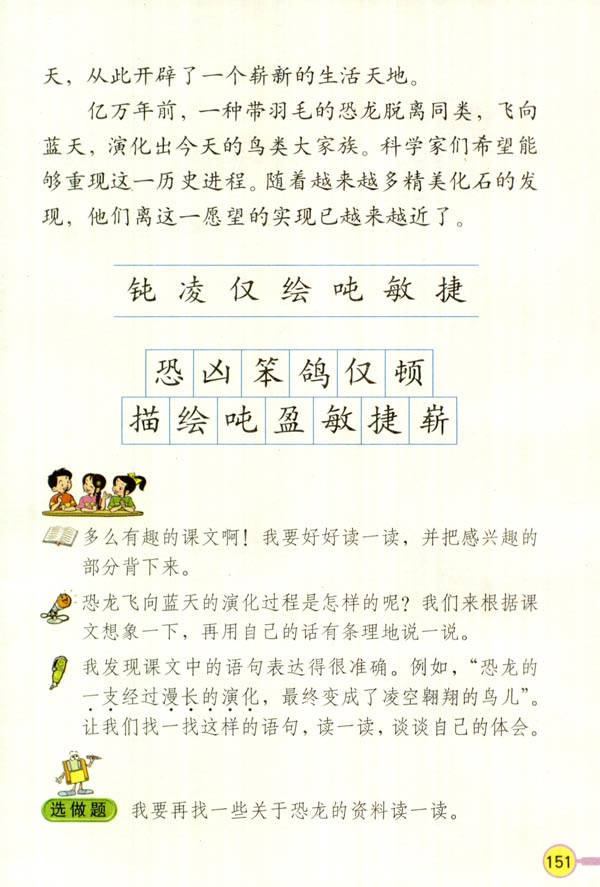 天，从此开辟了一个崭新的生活天地。
亿万年前，一种带羽毛的恐龙脱离同类，飞向
蓝天，演化出今天的鸟类大家族。科学家们希望能
够重现这一历史进程。随着越来越多精美化石的发
现，他们离这一愿望的实现已越来越近了。
钝 凌 仅 绘 吨 敏 捷
恐 凶 笨 鸽 仅 顿
描 绘 吨 盈 敏 捷 崭
多么有趣的课文啊！我要好好读一读，并把感兴趣的
部分背下来。
恐龙飞向蓝天的演化过程是怎样的呢？我们来根据课
文想象一下，再用自己的话有条理地说一说。
我发现课文中的语句表达得很准确。例如，“恐龙的
一支经过漫长的演化，最终变成了凌空翱翔的鸟儿”。
让我们找一找这样的语句，读一读，谈谈自己的体会。
选做题 我要再找一些关于恐龙的资料读一读。
151